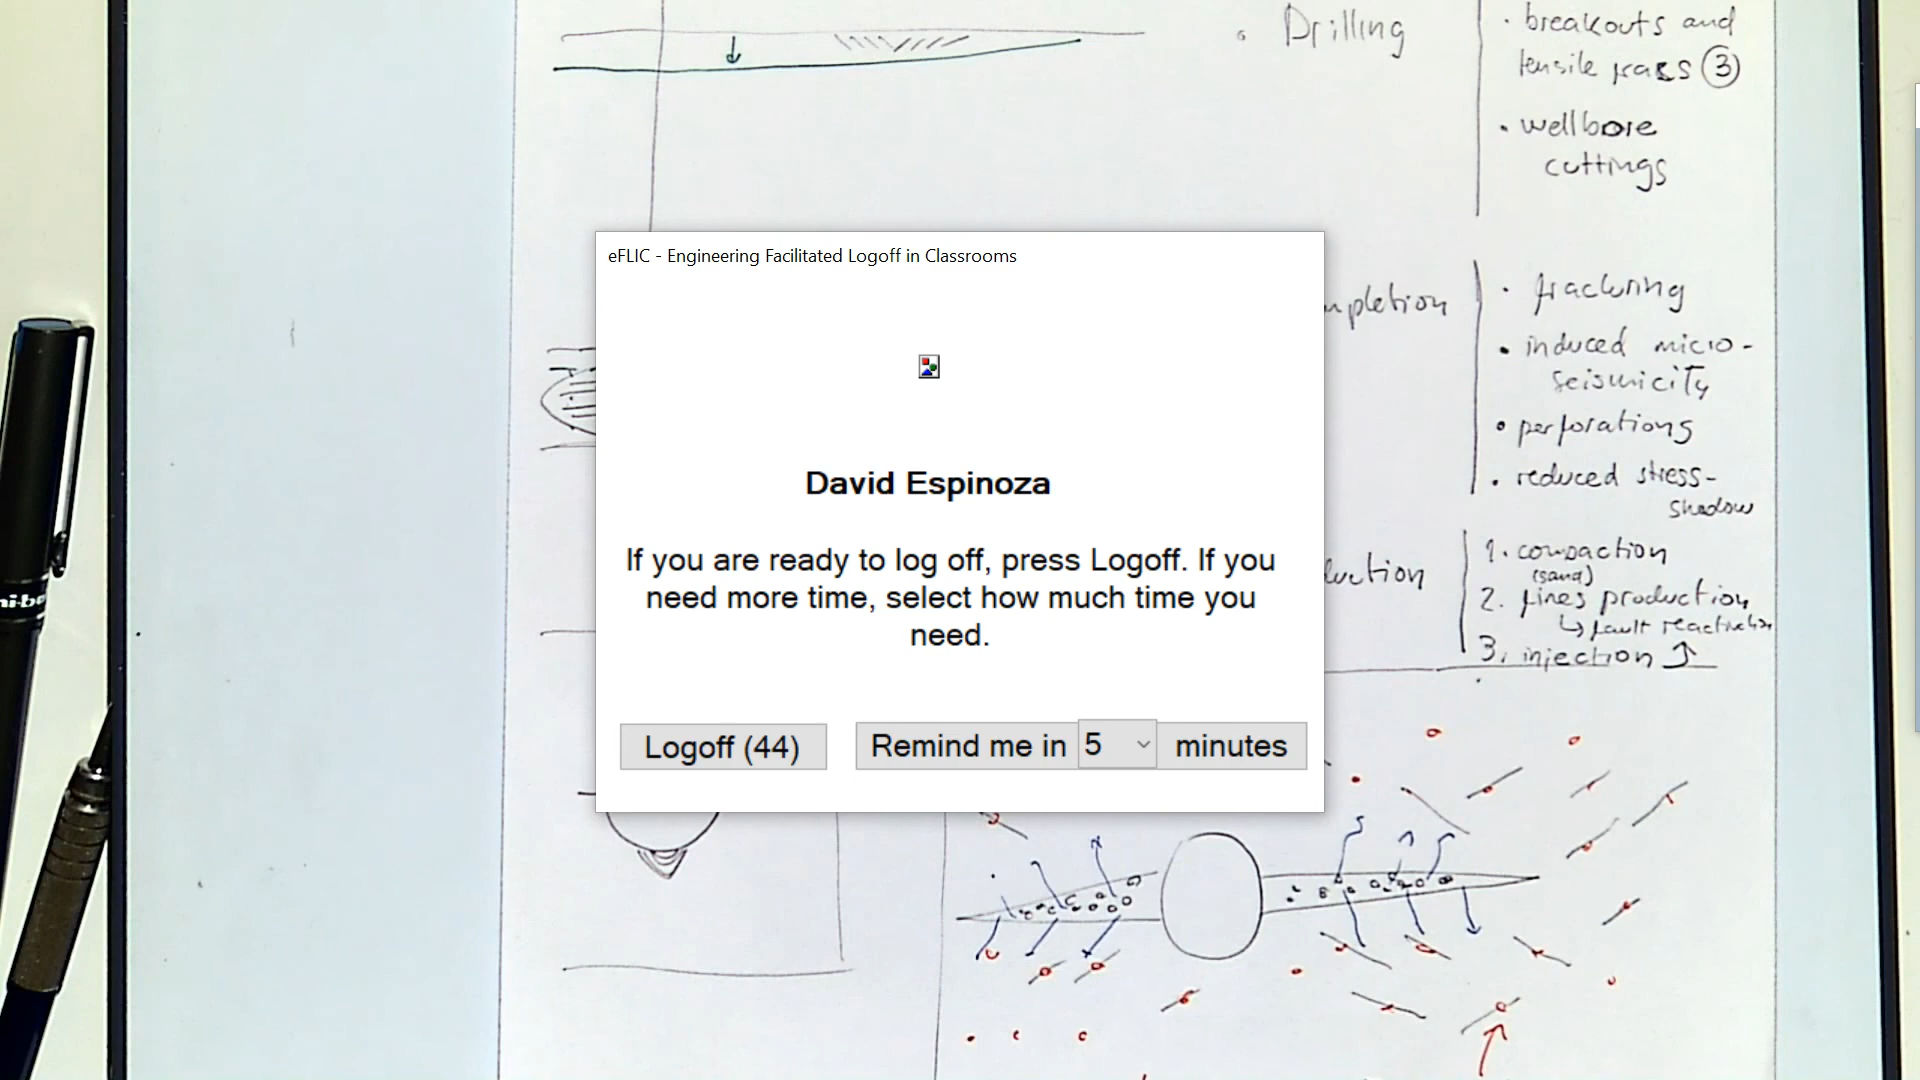 • Drilling
• breakouts and
tensile fracs ③
• wellbore
cuttings
eFLIC - Engineering Facilitated Logoff in Classrooms
mpletion
• fracturing
• induced micro-
seismicity
• perforations
• reduced stress-
shadow
David Espinoza
If you are ready to log off, press Logoff. If you
need more time, select how much time you
need.
uction
1. compaction
(sand)
2. fines production
↳ fault reactivation
3. injection ↑
Logoff (44)
Remind me in 5 minutes
ni-ba